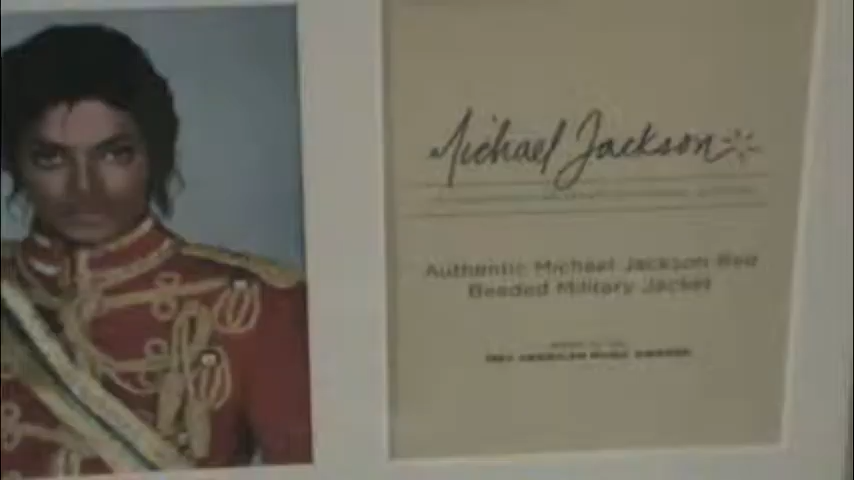 Michael Jackson
Authentic Michael Jackson Red
Beaded Military Jacket
AMERICAN MUSIC AWARDS